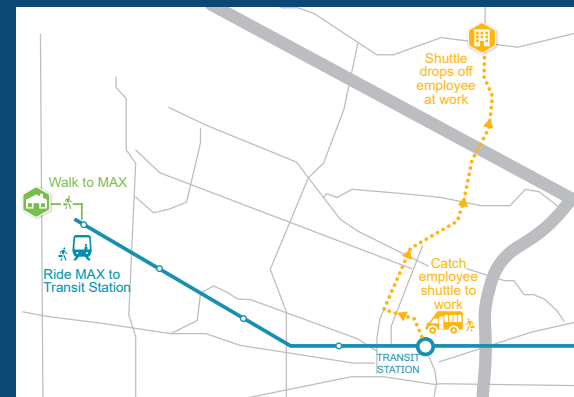 Shuttle
drops off
employee
at work
Walk to MAX
Ride MAX to
Transit Station
Catch
employee
shuttle to
work
TRANSIT
STATION